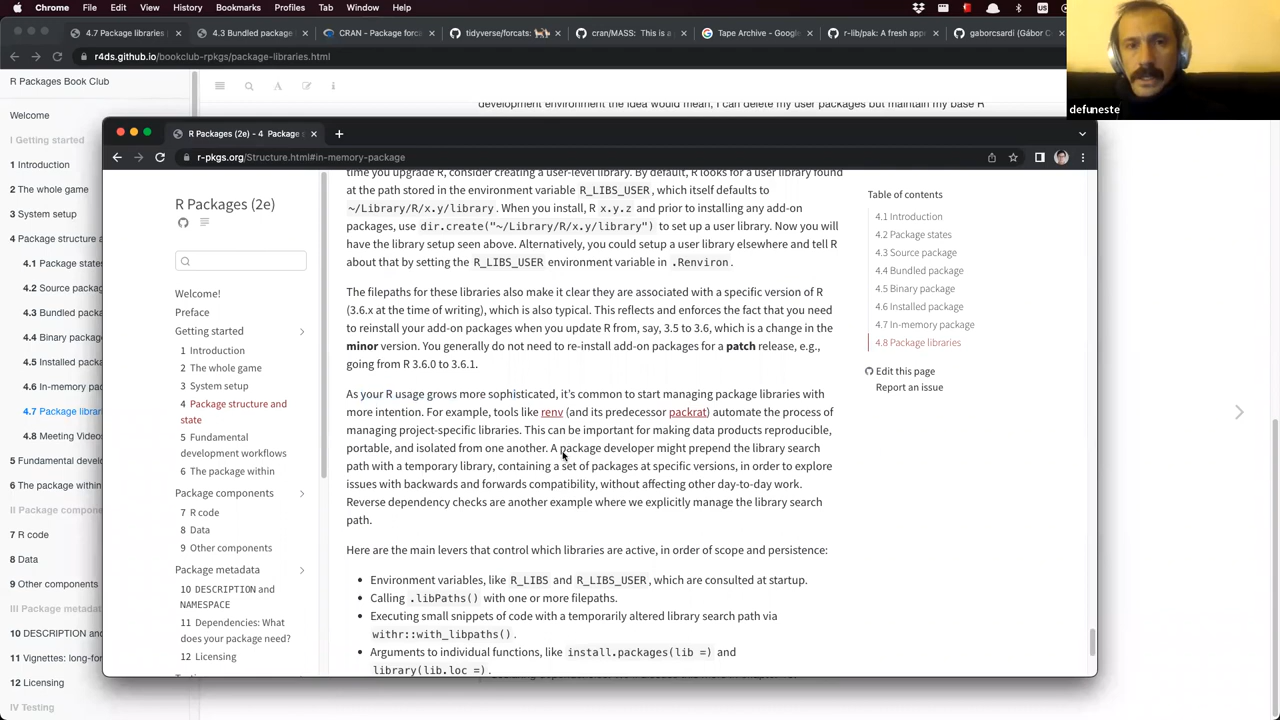 Chrome File Edit View History Bookmarks Profiles Tab Window Help
4.7 Package libraries
4.3 Bundled package
CRAN - Package forc
tidyverse/forcats:
cran/MASS: This is a
Tape Archive - Google
r-lib/pak: A fresh app
gaborcsardi (Gábor C
r4ds.github.io/bookclub-rpkgs/package-libraries.html
R Packages Book Club
Welcome
I Getting started
1 Introduction
2 The whole game
3 System setup
4 Package structure a
4.1 Package states
4.2 Source package
4.3 Bundled packa
4.4 Binary package
4.5 Installed packa
4.6 In-memory pa
4.7 Package librar
4.8 Meeting Video
5 Fundamental develo
6 The package within
II Package componen
7 R code
8 Data
9 Other components
III Package metadata
10 DESCRIPTION and
11 Vignettes: long-for
12 Licensing
IV Testing
development environment the idea would mean, I can delete my user packages but maintain my base R
defuneste
R Packages (2e) - 4 Package s
r-pkgs.org/Structure.html#in-memory-package
R Packages (2e)
Welcome!
Preface
Getting started
1 Introduction
2 The whole game
3 System setup
4 Package structure and
state
5 Fundamental
development workflows
6 The package within
Package components
7 R code
8 Data
9 Other components
Package metadata
10 DESCRIPTION and
NAMESPACE
11 Dependencies: What
does your package need?
12 Licensing
time you upgrade R, consider creating a user-level library. By default, R looks for a user library found
at the path stored in the environment variable R_LIBS_USER, which itself defaults to
~/Library/R/x.y/library. When you install, R x.y.z and prior to installing any add-on
packages, use dir.create("~/Library/R/x.y/library") to set up a user library. Now you will
have the library setup seen above. Alternatively, you could setup a user library elsewhere and tell R
about that by setting the R_LIBS_USER environment variable in .Renviron.
The filepaths for these libraries also make it clear they are associated with a specific version of R
(3.6.x at the time of writing), which is also typical. This reflects and enforces the fact that you need
to reinstall your add-on packages when you update R from, say, 3.5 to 3.6, which is a change in the
minor version. You generally do not need to re-install add-on packages for a patch release, e.g.,
going from R 3.6.0 to 3.6.1.
As your R usage grows more sophisticated, it's common to start managing package libraries with
more intention. For example, tools like renv (and its predecessor packrat) automate the process of
managing project-specific libraries. This can be important for making data products reproducible,
portable, and isolated from one another. A package developer might prepend the library search
path with a temporary library, containing a set of packages at specific versions, in order to explore
issues with backwards and forwards compatibility, without affecting other day-to-day work.
Reverse dependency checks are another example where we explicitly manage the library search
path.
Here are the main levers that control which libraries are active, in order of scope and persistence:
• Environment variables, like R_LIBS and R_LIBS_USER, which are consulted at startup.
• Calling .libPaths() with one or more filepaths.
• Executing small snippets of code with a temporarily altered library search path via
withr::with_libpaths().
• Arguments to individual functions, like install.packages(lib =) and
library(lib.loc =).
Table of contents
4.1 Introduction
4.2 Package states
4.3 Source package
4.4 Bundled package
4.5 Binary package
4.6 Installed package
4.7 In-memory package
4.8 Package libraries
Edit this page
Report an issue